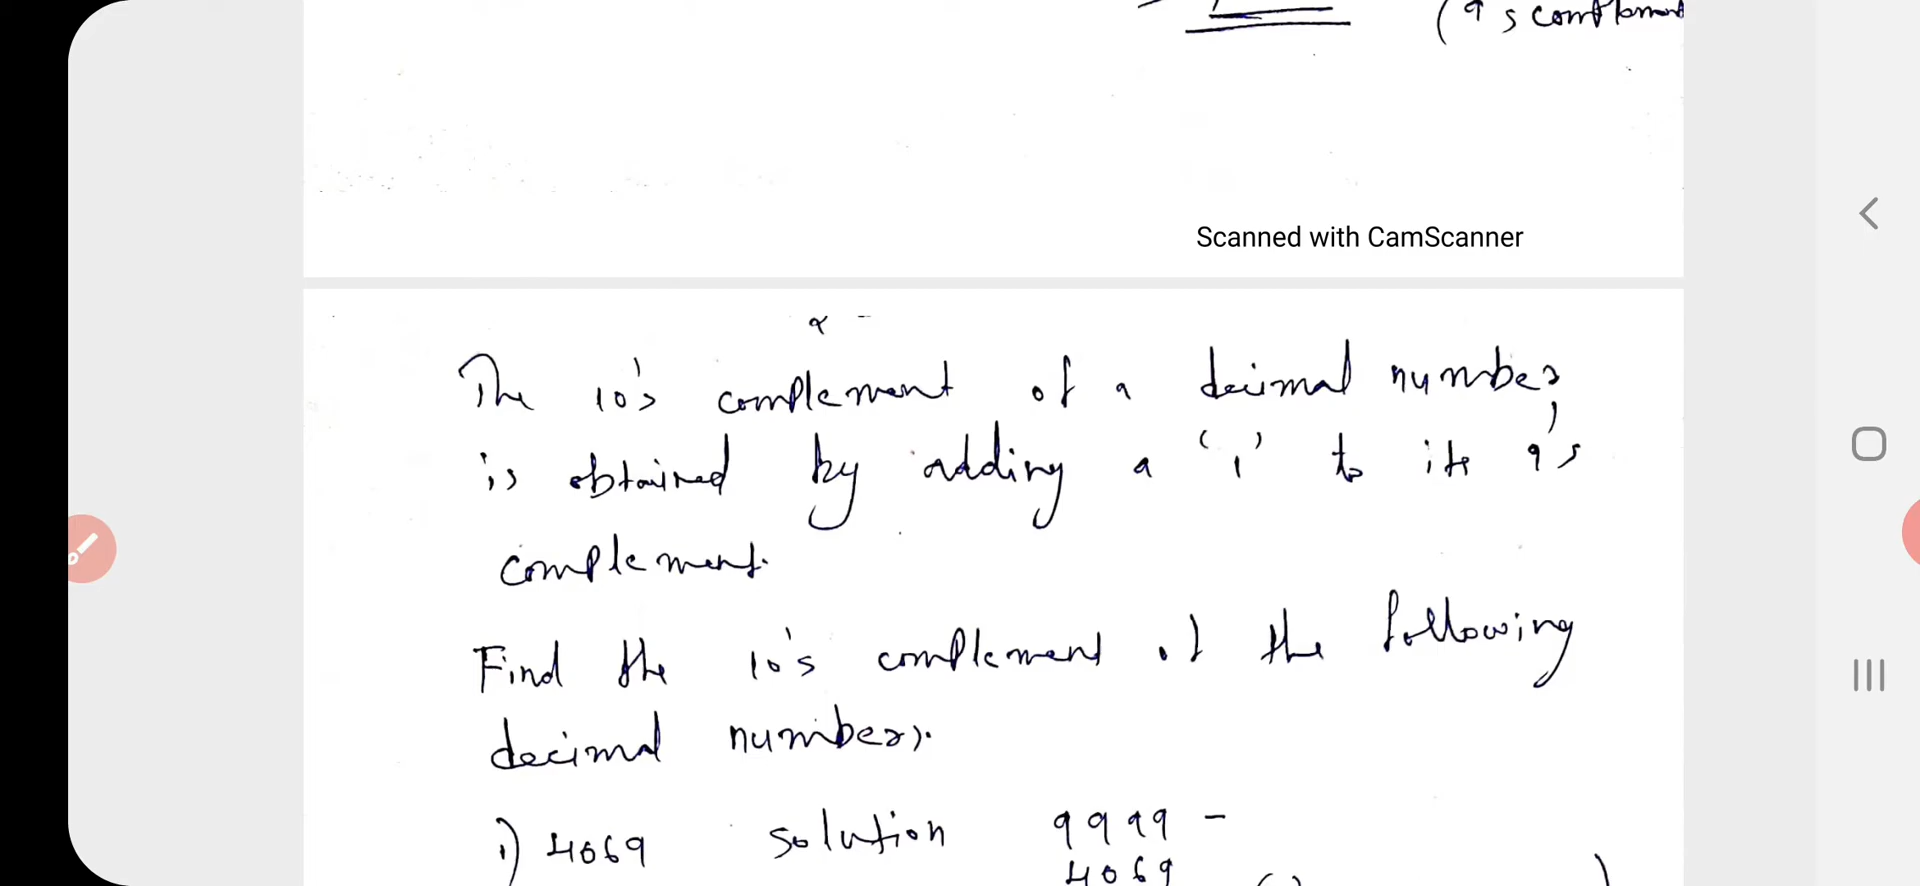 (9's complement
Scanned with CamScanner
The 10's complement of a decimal number,
is obtained by adding a '1' to its 9's
complement.
Find the 10's complement of the following
decimal numbers.
i) 4069 solution 9999 -
4069